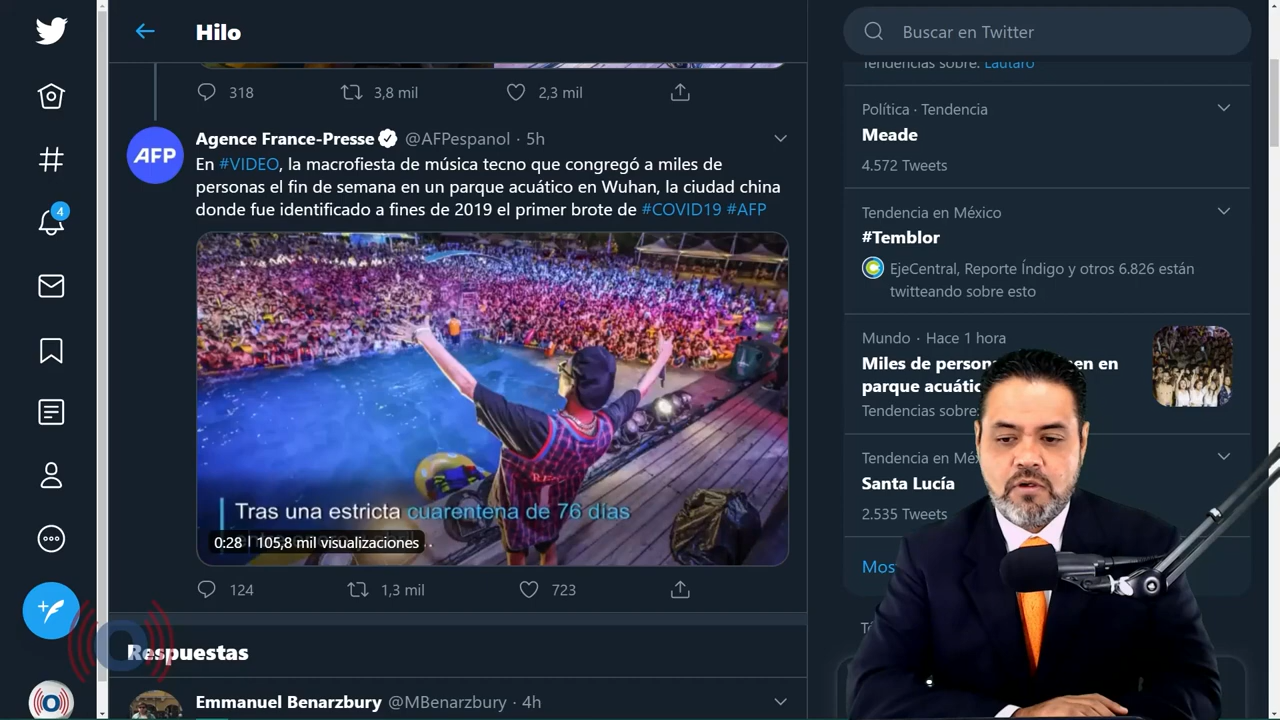 Hilo
Buscar en Twitter
Tendencias sobre: Lautaro
318
3,8 mil
2,3 mil
Política · Tendencia
Meade
4.572 Tweets
AFP
Agence France-Presse @AFPespanol · 5h
En #VIDEO, la macrofiesta de música tecno que congregó a miles de
personas el fin de semana en un parque acuático en Wuhan, la ciudad china
donde fue identificado a fines de 2019 el primer brote de #COVID19 #AFP
4
Tendencia en México
#Temblor
EjeCentral, Reporte Índigo y otros 6.826 están
twitteando sobre esto
Mundo · Hace 1 hora
Miles de person en en
parque acuátic
Tendencias sobre:
Tendencia en Méx
Santa Lucía
2.535 Tweets
Mos
Tras una estricta cuarentena de 76 días
0:28 | 105,8 mil visualizaciones
124
1,3 mil
723
Respuestas
Emmanuel Benarzbury @MBenarzbury · 4h